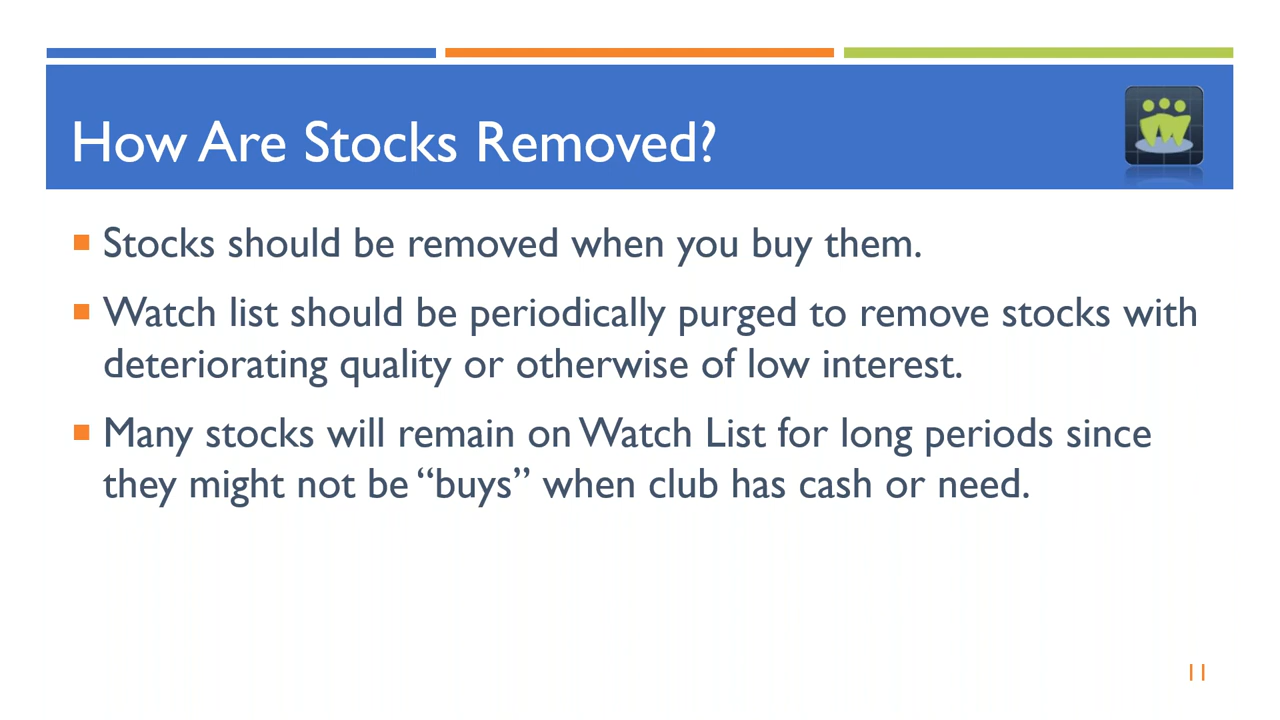 How Are Stocks Removed?
Stocks should be removed when you buy them.
Watch list should be periodically purged to remove stocks with
deteriorating quality or otherwise of low interest.
Many stocks will remain on Watch List for long periods since
they might not be “buys” when club has cash or need.
11